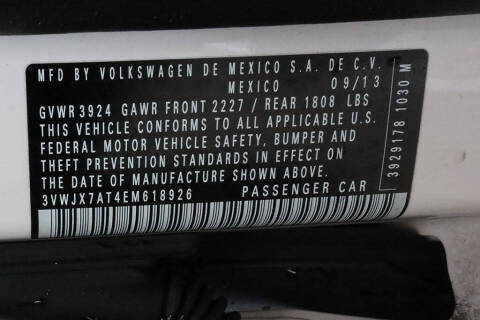 MFD BY VOLKSWAGEN DE MEXICO S.A. DE C.V.
MEXICO 09/13
GVWR 3924 GAWR FRONT 2227 / REAR 1808 LBS
THIS VEHICLE CONFORMS TO ALL APPLICABLE U.S.
FEDERAL MOTOR VEHICLE SAFETY, BUMPER AND
THEFT PREVENTION STANDARDS IN EFFECT ON
THE DATE OF MANUFACTURE SHOWN ABOVE.
3VWJX7AT4EM618926 PASSENGER CAR
3929178 1030 M